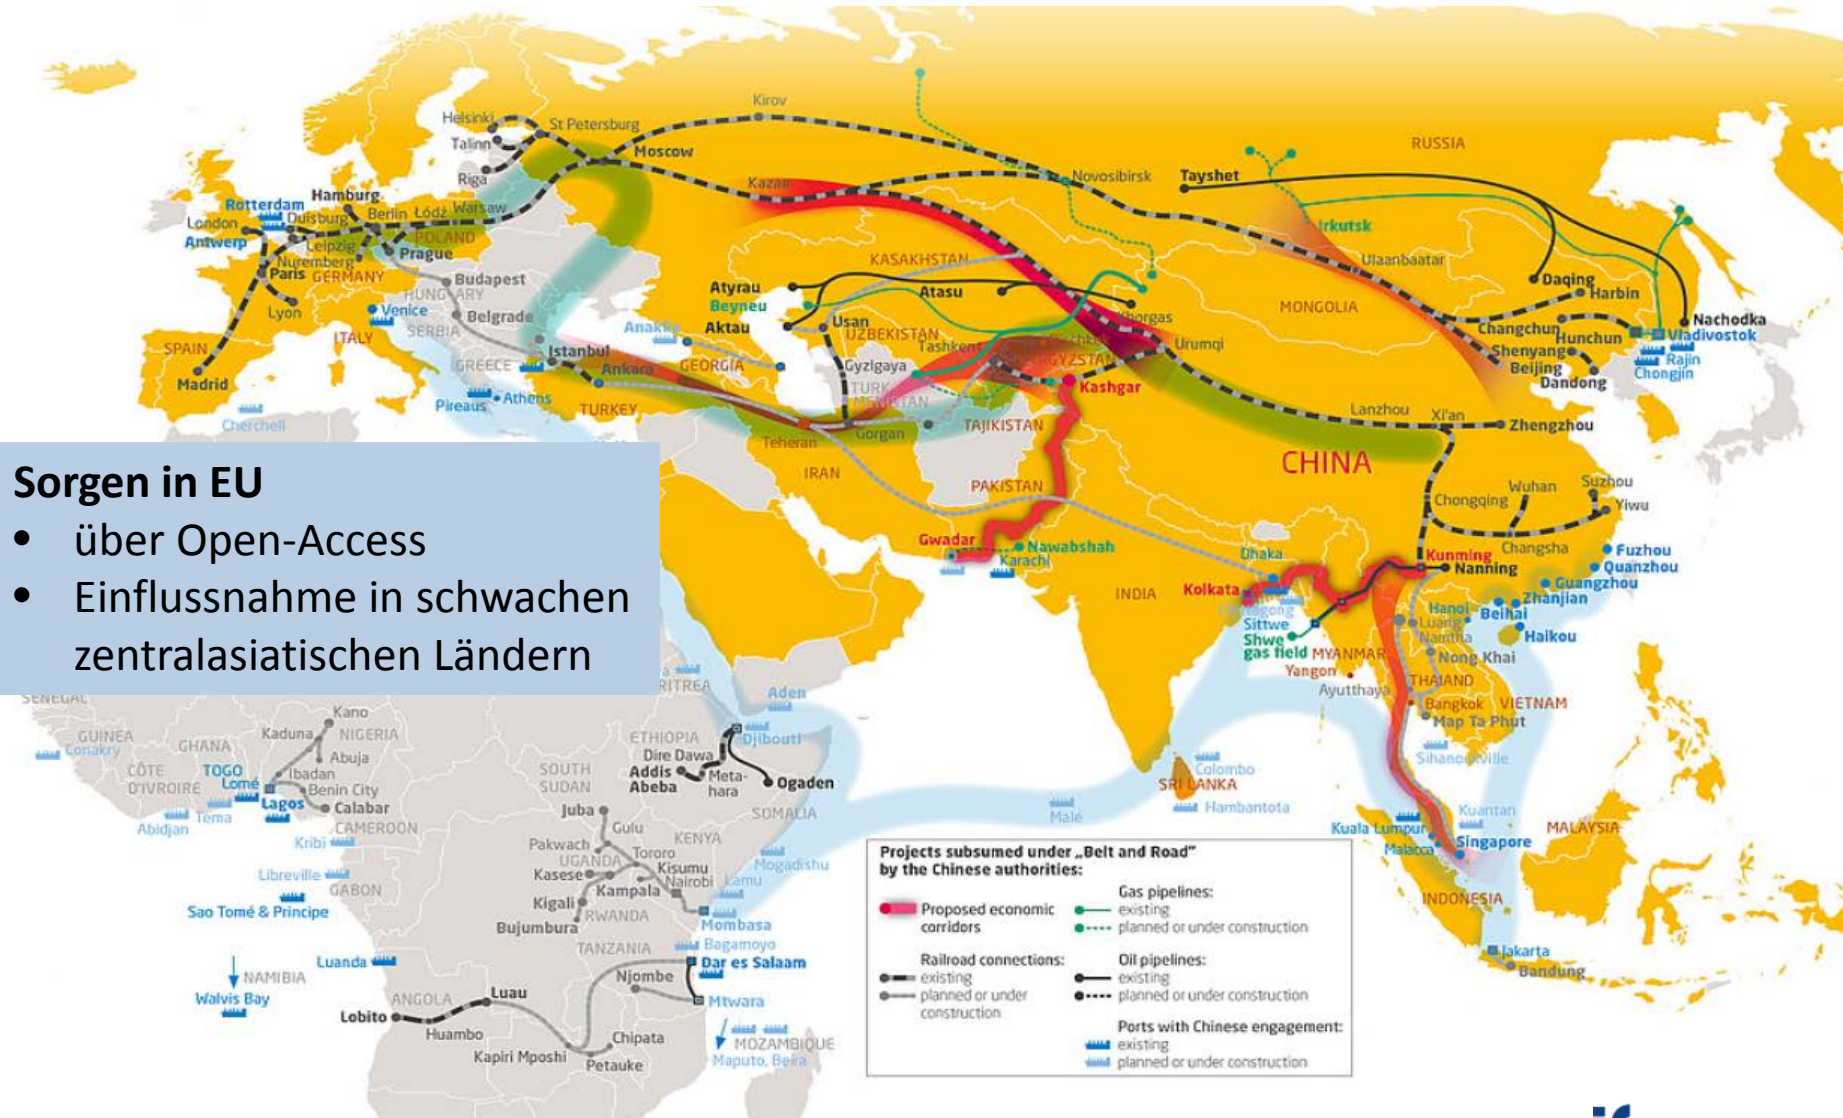 Kirov
Helsinki
St Petersburg
Talinn
Moscow
RUSSIA
Riga
Kazan
Novosibirsk
Tayshet
Hamburg
Rotterdam
London
Duisburg
Berlin
Łódź
Warsaw
Antwerp
Leipzig
POLAND
Irkutsk
Nuremberg
Prague
Paris
GERMANY
KASAKHSTAN
Ulaanbaatar
Budapest
HUNGARY
Atyrau
Atasu
Daqing
Harbin
Beyneu
MONGOLIA
Lyon
Venice
Belgrade
SERBIA
Anaklia
Aktau
Usan
UZBEKISTAN
Khorgas
Changchun
Hunchun
Nachodka
Vladivostok
ITALY
SPAIN
Tashkent
Urumqi
Shenyang
Rajin
Istanbul
GREECE
GEORGIA
Gyzlgaya
Beijing
Chongjin
Ankara
Dandong
Madrid
Kashgar
Pireaus
Athens
TURKEY
Cherchell
Lanzhou
Xi'an
Zhengzhou
Teheran
Gorgan
TAJIKISTAN
IRAN
CHINA
PAKISTAN
Sorgen in EU
• über Open-Access
• Einflussnahme in schwachen
zentralasiatischen Ländern
Chongqing
Wuhan
Suzhou
Yiwu
Gwadar
Nawabshah
Karachi
Dhaka
Kunming
Nanning
Changsha
Fuzhou
Quanzhou
Guangzhou
Zhanjian
INDIA
Kolkata
Sittwe
Shwe
gas field
MYANMAR
Yangon
Hanoi
Luang
Namtha
Beihai
Haikou
Nong Khai
THAIAND
Ayutthaya
Bangkok
VIETNAM
Map Ta Phut
SENEGAL
Aden
Kano
GUINEA
Conakry
GHANA
Kaduna
NIGERIA
Abuja
ETHIOPIA
Djibouti
Dire Dawa
Addis
Abeba
Meta-
hara
Ogaden
CÔTE
D'IVROIRE
TOGO
Lomé
Ibadan
Benin City
Lagos
Calabar
SOUTH
SUDAN
SOMALIA
Sihanoukville
Colombo
SRI LANKA
Hambantota
Malé
Abidjan
Tema
CAMEROON
Kribi
Juba
Gulu
KENYA
Kuantan
Kuala Lumpur
Malacca
Singapore
MALAYSIA
Pakwach
UGANDA
Tororo
Kisumu
Nairobi
Lamu
Mogadishu
Libreville
GABON
Kasese
Kampala
Sao Tomé & Principe
Kigali
RWANDA
Bujumbura
Mombasa
INDONESIA
TANZANIA
Bagamoyo
Dar es Salaam
Luanda
Njombe
NAMIBIA
Walvis Bay
ANGOLA
Luau
Mtwara
Jakarta
Bandung
Lobito
Huambo
Chipata
Kapiri Mposhi
Petauke
MOZAMBIQUE
Maputo, Beira
Projects subsumed under „Belt and Road”
by the Chinese authorities:
Proposed economic
corridors
Railroad connections:
existing
planned or under
construction
Gas pipelines:
existing
planned or under construction
Oil pipelines:
existing
planned or under construction
Ports with Chinese engagement:
existing
planned or under construction